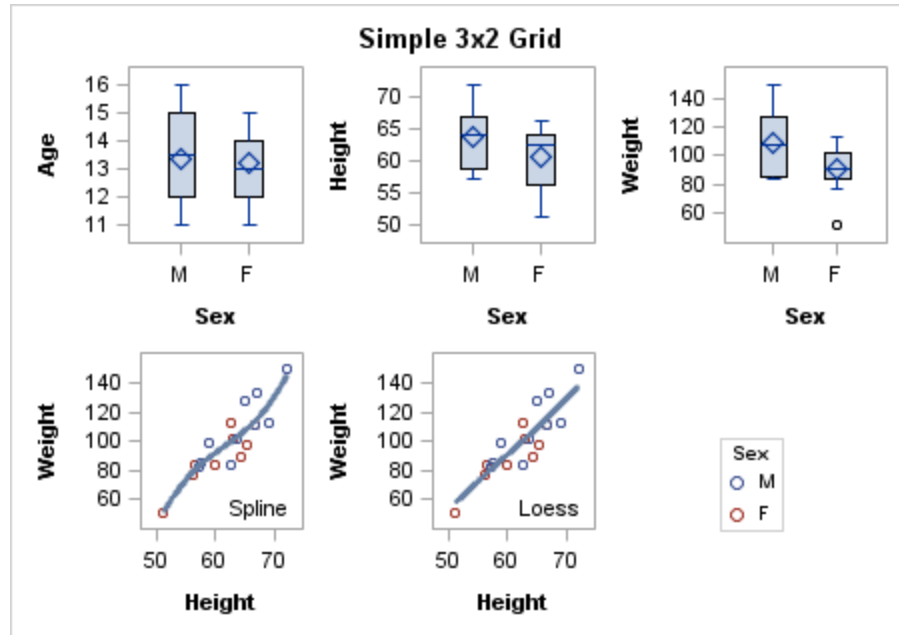 Simple 3x2 Grid
Age
16
15
14
13
12
11
M F
Sex
Height
70
65
60
55
50
M F
Sex
Weight
140
120
100
80
60
M F
Sex
Weight
140
120
100
80
60
Spline
50 60 70
Height
Weight
140
120
100
80
60
Loess
50 60 70
Height
Sex
M
F